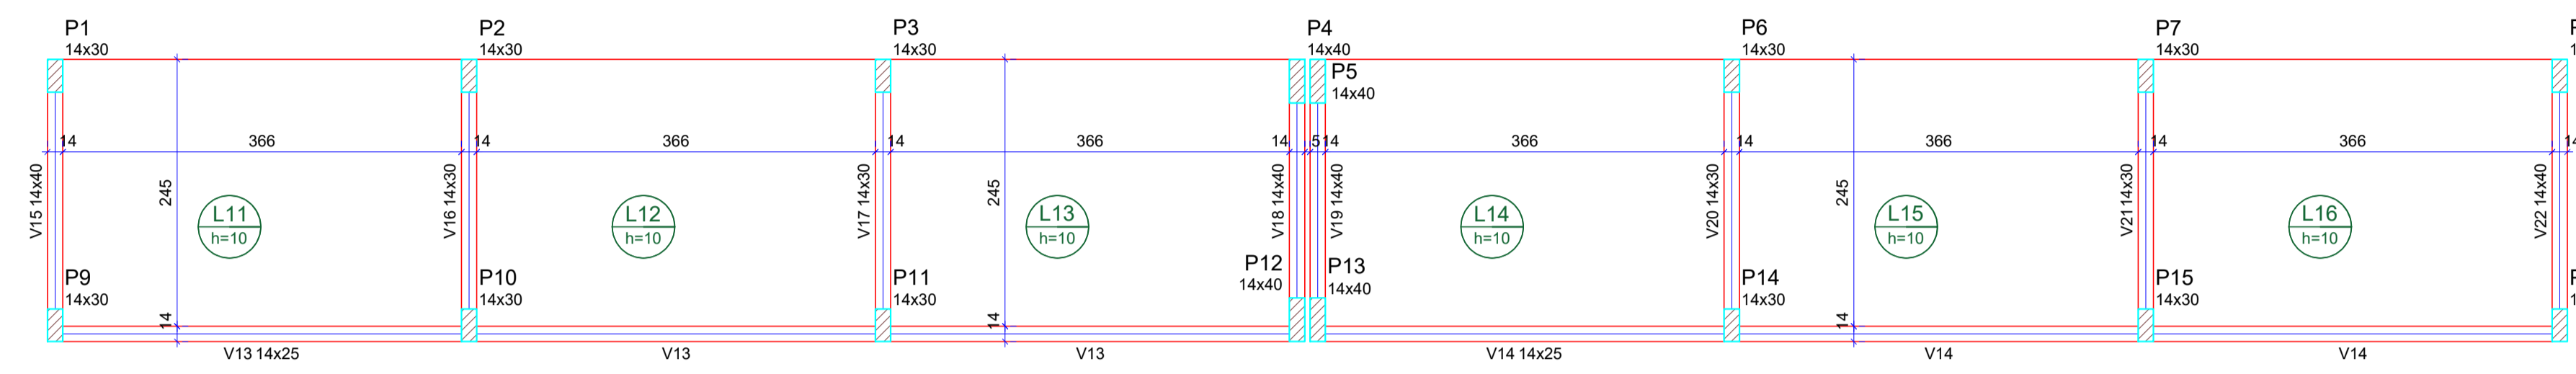 P1
14x30
P2
14x30
P3
14x30
P4
14x40
P6
14x30
P7
14x30
P5
14x40
14
366
14
366
14
366
14
5
14
366
14
366
14
366
V15 14x40
245
V16 14x30
V17 14x30
245
V18 14x40
V19 14x40
V20 14x30
245
V21 14x30
V22 14x40
L11
h=10
L12
h=10
L13
h=10
L14
h=10
L15
h=10
L16
h=10
P9
14x30
P10
14x30
P11
14x30
P12
14x40
P13
14x40
P14
14x30
P15
14x30
14
14
14
V13 14x25
V13
V13
V14 14x25
V14
V14